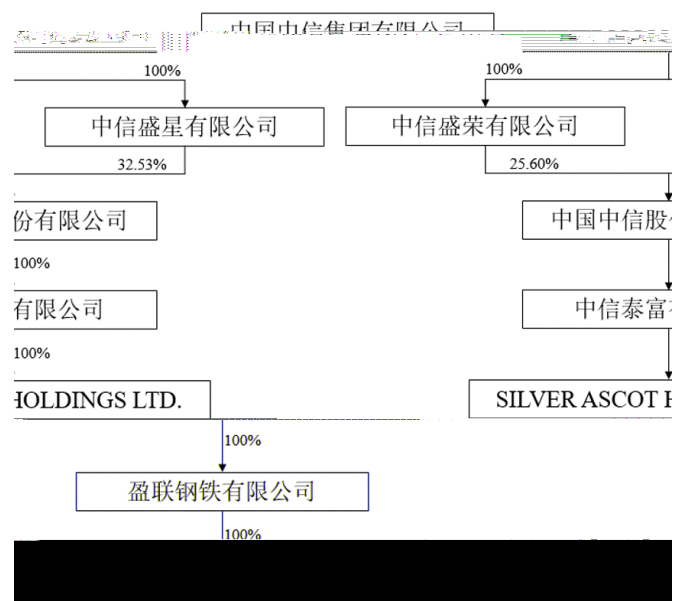 中国中信集团有限公司
100%
100%
中信盛星有限公司
中信盛荣有限公司
32.53%
25.60%
份有限公司
中国中信股
100%
有限公司
中信泰富
100%
HOLDINGS LTD.
SILVER ASCOT H
100%
盈联钢铁有限公司
100%